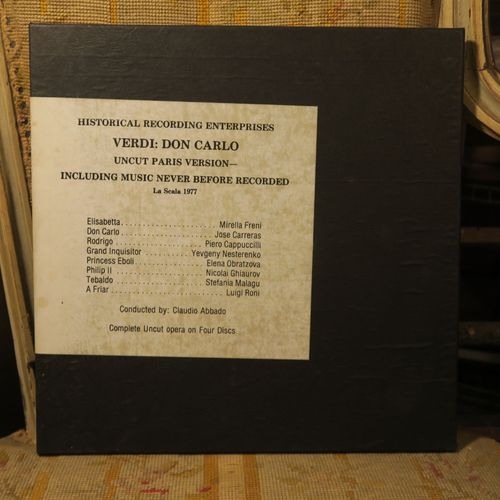 HISTORICAL RECORDING ENTERPRISES
VERDI: DON CARLO
UNCUT PARIS VERSION—
INCLUDING MUSIC NEVER BEFORE RECORDED
La Scala 1977
Elisabetta . . . . . . . . . . . . . . . . . . . . Mirella Freni
Don Carlo . . . . . . . . . . . . . . . . . . . . Jose Carreras
Rodrigo . . . . . . . . . . . . . . . . . . . . Piero Cappuccilli
Grand Inquisitor . . . . . . . . . . Yevgeny Nesterenko
Princess Eboli . . . . . . . . . . . . . . . . Elena Obratzova
Philip II . . . . . . . . . . . . . . . . . . . . Nicolai Ghiaurov
Tebaldo . . . . . . . . . . . . . . . . . . . . Stefania Malagu
A Friar . . . . . . . . . . . . . . . . . . . . . . . . Luigi Roni
Conducted by: Claudio Abbado
Complete Uncut opera on Four Discs